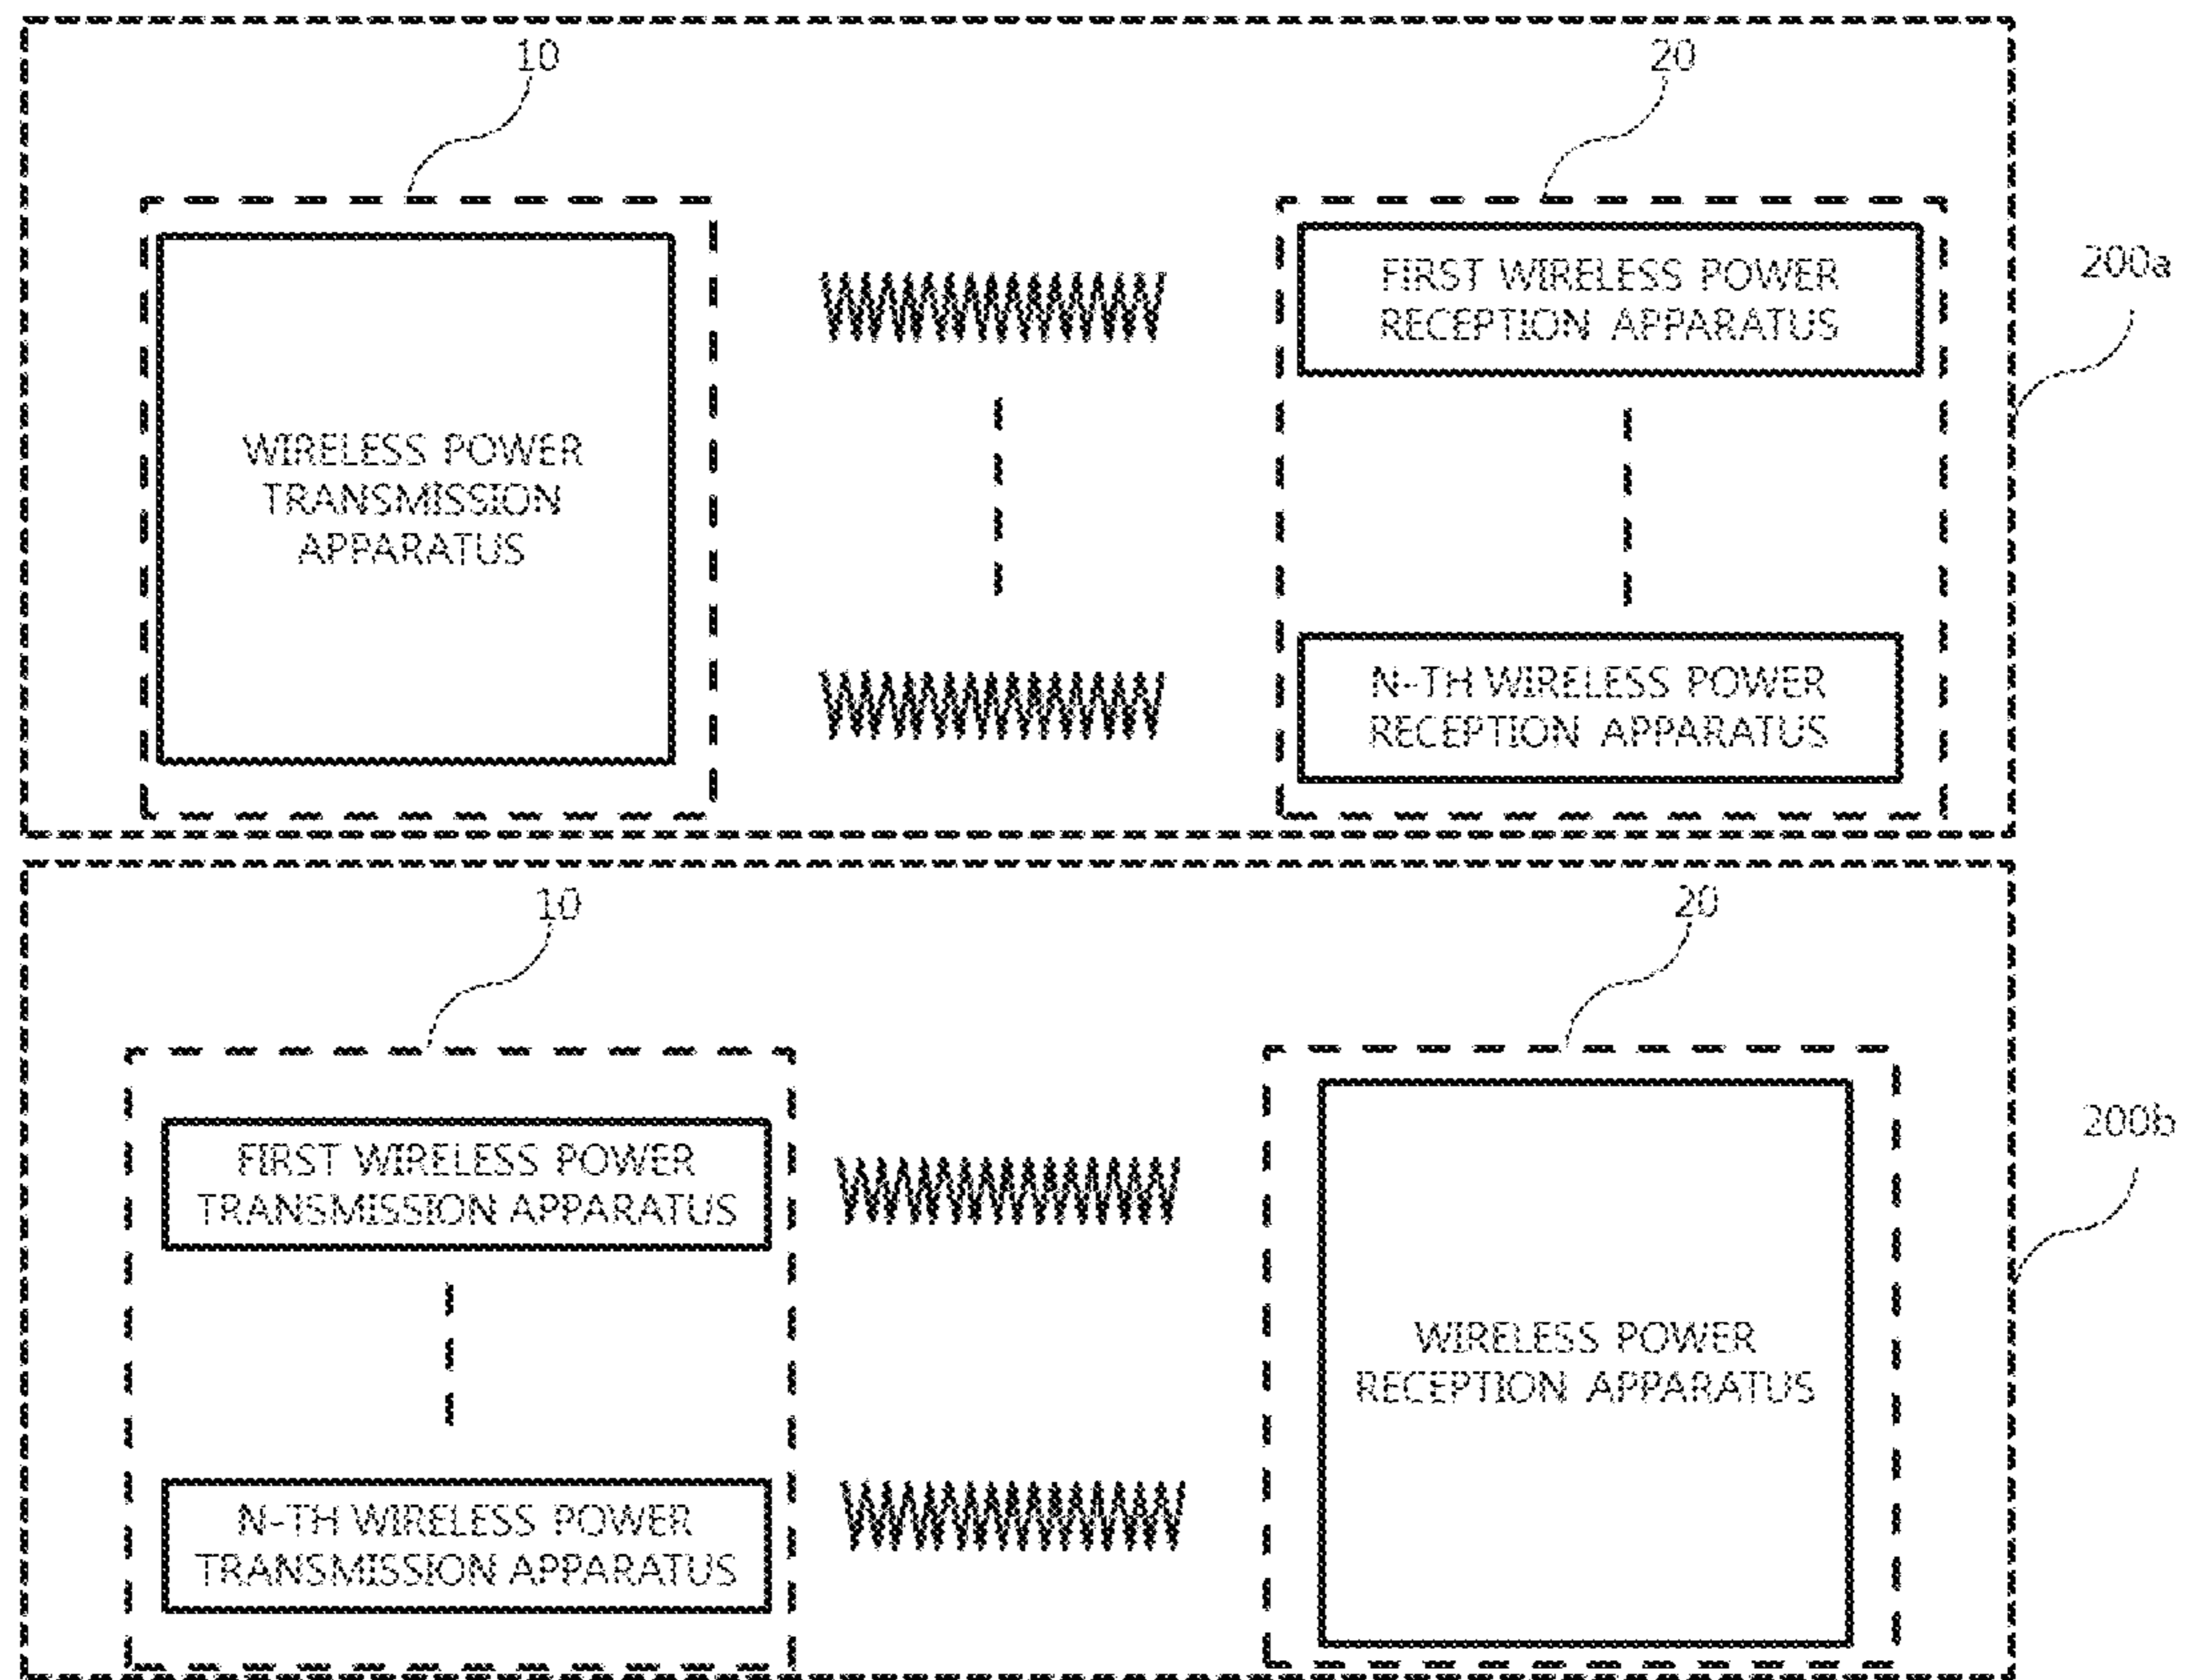 10
20
FIRST WIRELESS POWER
RECEPTION APPARATUS
200a
WIRELESS POWER
TRANSMISSION
APPARATUS
N-TH WIRELESS POWER
RECEPTION APPARATUS
10
20
FIRST WIRELESS POWER
TRANSMISSION APPARATUS
200b
WIRELESS POWER
RECEPTION APPARATUS
N-TH WIRELESS POWER
TRANSMISSION APPARATUS